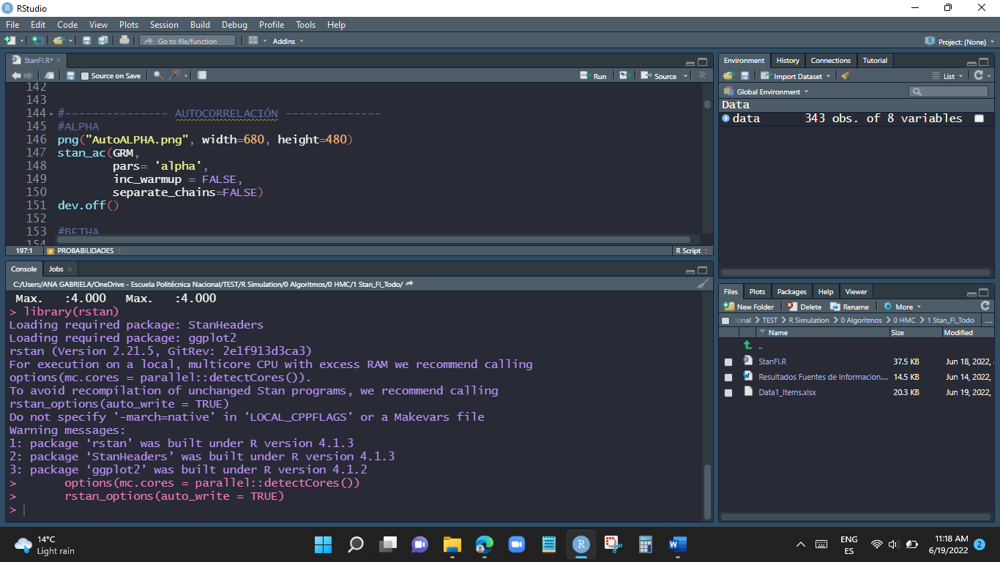 RStudio
File Edit Code View Plots Session Build Debug Profile Tools Help
Go to file/function Addins Project: (None)
StanFI.R*
Source on Save Run Source
142
143
144 #--------------- AUTOCORRELACIÓN --------------
145 #ALPHA
146 png("AutoALPHA.png", width=680, height=480)
147 stan_ac(GRM,
148 pars= 'alpha',
149 inc_warmup = FALSE,
150 separate_chains=FALSE)
151 dev.off()
152
153 #BETHA
154
197:1 # PROBABILIDADES R Script
Console Jobs
C:/Users/ANA GABRIELA/OneDrive - Escuela Politécnica Nacional/TEST/R Simulation/0 Algoritmos/0 HMC/1 Stan_FI_Todo/
Max. :4.000 Max. :4.000
> library(rstan)
Loading required package: StanHeaders
Loading required package: ggplot2
rstan (Version 2.21.5, GitRev: 2e1f913d3ca3)
For execution on a local, multicore CPU with excess RAM we recommend calling
options(mc.cores = parallel::detectCores()).
To avoid recompilation of unchanged Stan programs, we recommend calling
rstan_options(auto_write = TRUE)
Do not specify '-march=native' in 'LOCAL_CPPFLAGS' or a Makevars file
Warning messages:
1: package ‘rstan’ was built under R version 4.1.3
2: package ‘StanHeaders’ was built under R version 4.1.3
3: package ‘ggplot2’ was built under R version 4.1.2
> options(mc.cores = parallel::detectCores())
> rstan_options(auto_write = TRUE)
>
Environment History Connections Tutorial
Import Dataset List
Global Environment
Data
data 343 obs. of 8 variables
Files Plots Packages Help Viewer
New Folder Delete Rename More
onal TEST R Simulation 0 Algoritmos 0 HMC 1 Stan_FI_Todo ...
Name Size Modified
..
StanFI.R 37.5 KB Jun 18, 2022,
Resultados Fuentes de Informacion.... 14.5 KB Jun 14, 2022,
Data1_Items.xlsx 20.3 KB Jun 19, 2022,
14°C
Light rain
ENG
ES
11:18 AM
6/19/2022
2